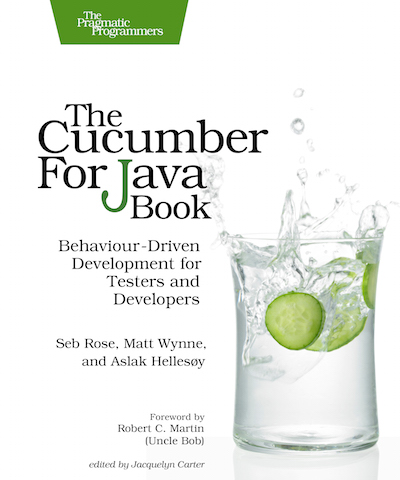 The
Pragmatic
Programmers
The
Cucumber
For Java
Book
Behaviour-Driven
Development for
Testers and
Developers
Seb Rose, Matt Wynne,
and Aslak Hellesøy
Foreword by
Robert C. Martin
(Uncle Bob)
edited by Jacquelyn Carter